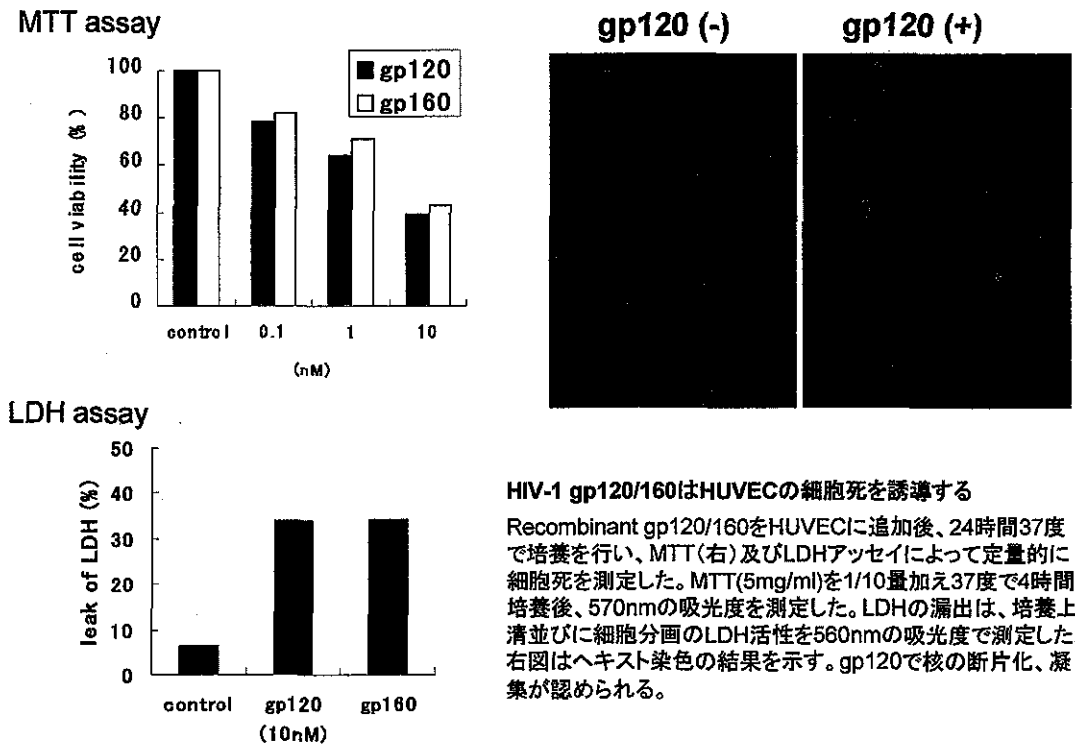 MTT assay
gp120
gp160
100
80
60
40
20
0
cell viability (%)
control 0.1 1 10
(nM)
gp120 (-)
gp120 (+)
LDH assay
50
40
30
20
10
0
leak of LDH (%)
control gp120 gp160
(10nM)
HIV-1 gp120/160はHUVECの細胞死を誘導する
Recombinant gp120/160をHUVECに追加後、24時間37度
で培養を行い、MTT(右)及びLDHアッセイによって定量的に
細胞死を測定した。MTT(5mg/ml)を1/10量加え37度で4時間
培養後、570nmの吸光度を測定した。LDHの漏出は、培養上
清並びに細胞分画のLDH活性を560nmの吸光度で測定した
右図はヘキスト染色の結果を示す。gp120で核の断片化、凝
集が認められる。